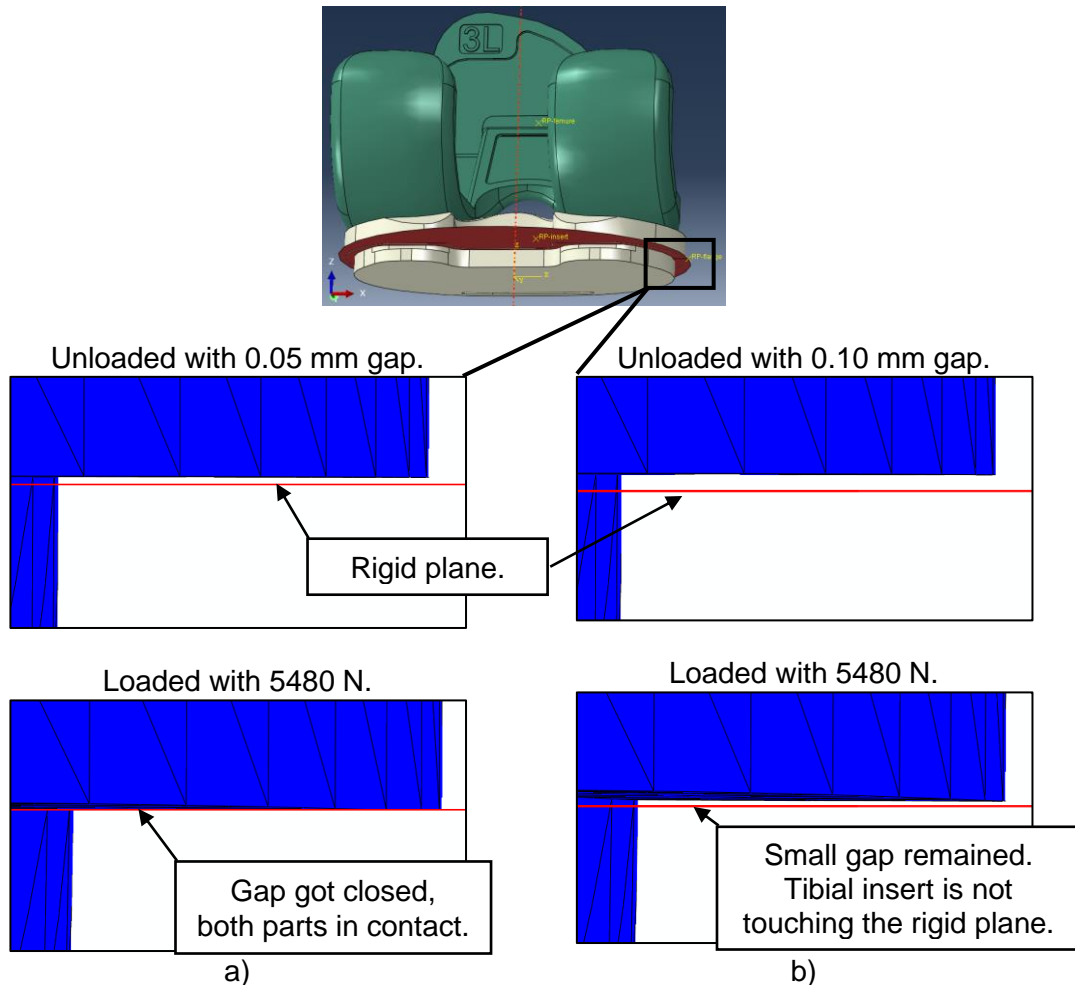 3L
RP-femure
RP-insert
RP-flange
Z
X
Y
Z
X
Y
Unloaded with 0.05 mm gap.
Unloaded with 0.10 mm gap.
Rigid plane.
Loaded with 5480 N.
Loaded with 5480 N.
Gap got closed,
both parts in contact.
Small gap remained.
Tibial insert is not
touching the rigid plane.
a)
b)